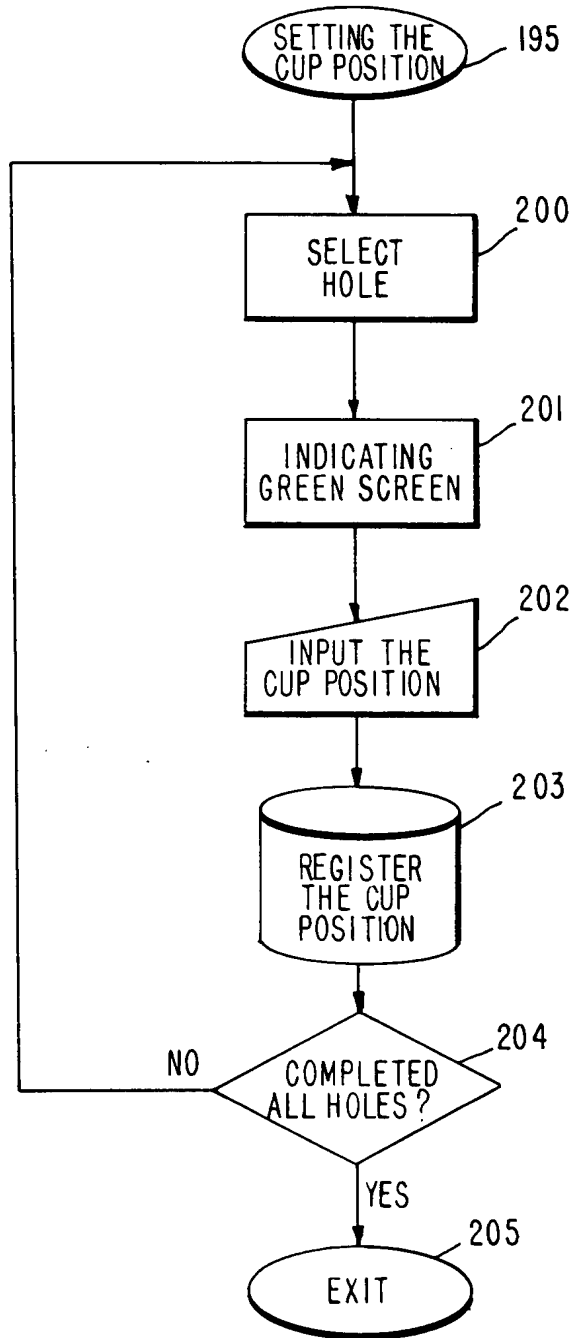 SETTING THE
CUP POSITION
195
200
SELECT
HOLE
201
INDICATING
GREEN SCREEN
202
INPUT THE
CUP POSITION
203
REGISTER
THE CUP
POSITION
204
NO
COMPLETED
ALL HOLES?
YES
205
EXIT